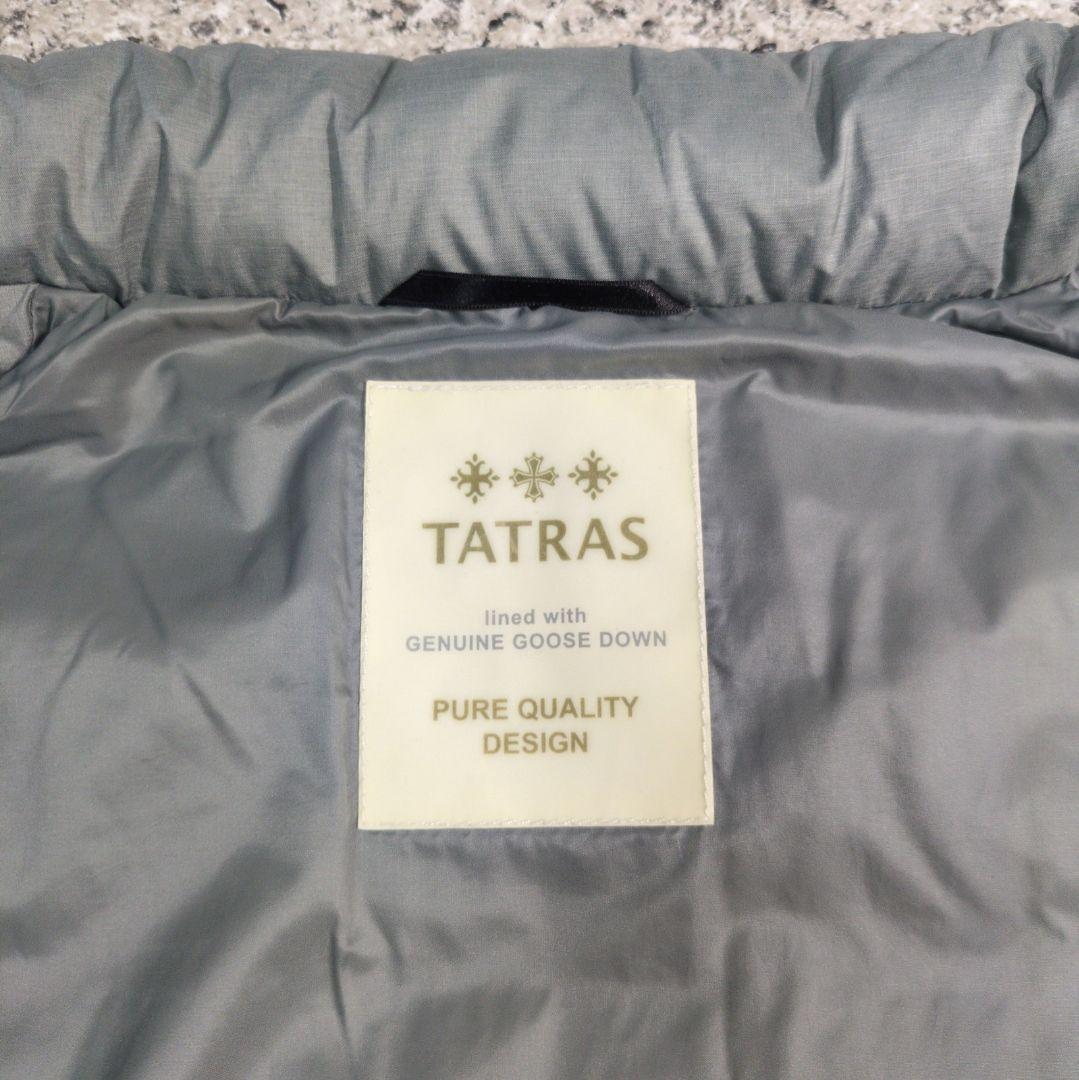 TATRAS
lined with
GENUINE GOOSE DOWN
PURE QUALITY
DESIGN